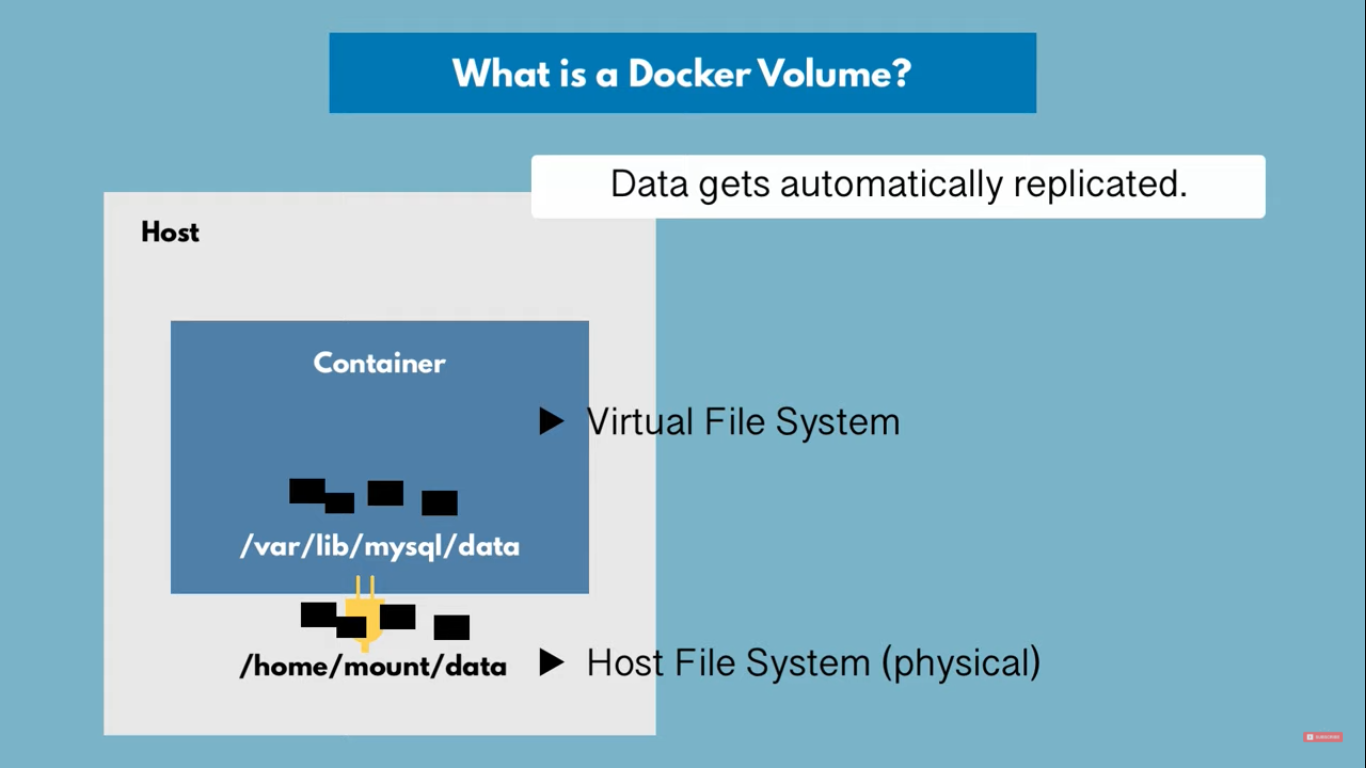 What is a Docker Volume?
Data gets automatically replicated.
Host
Container
▶ Virtual File System
/var/lib/mysql/data
/home/mount/data ▶ Host File System (physical)
SUBSCRIBE